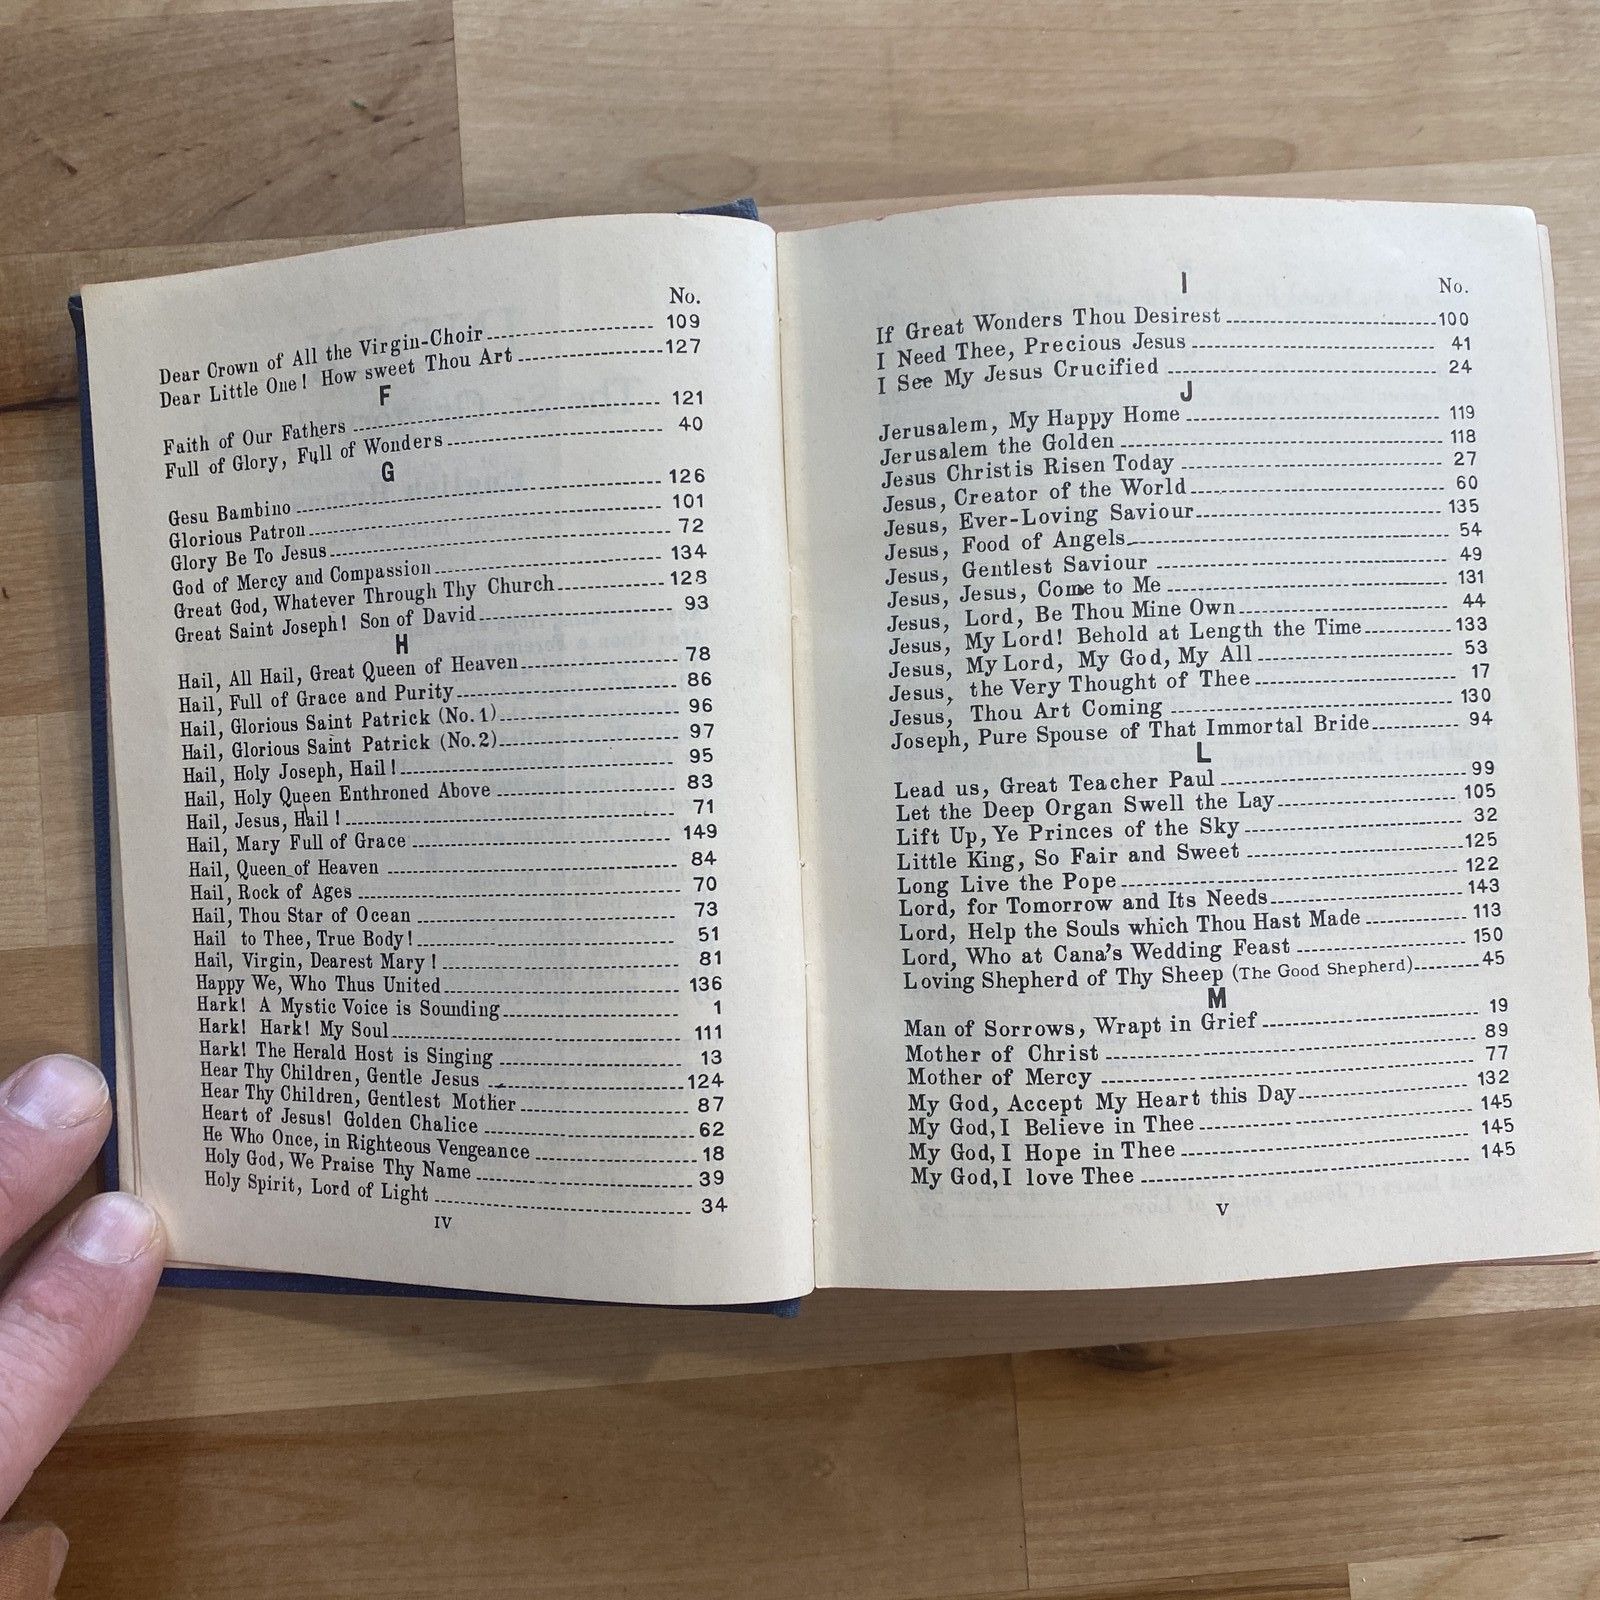 No.
Dear Crown of All the Virgin-Choir 109
Dear Little One! How sweet Thou Art 127
F
Faith of Our Fathers 121
Full of Glory, Full of Wonders 40
G
Gesu Bambino 126
Glorious Patron 101
Glory Be To Jesus 72
God of Mercy and Compassion 134
Great God, Whatever Through Thy Church 128
Great Saint Joseph! Son of David 93
H
Hail, All Hail, Great Queen of Heaven 78
Hail, Full of Grace and Purity 86
Hail, Glorious Saint Patrick (No. 1) 96
Hail, Glorious Saint Patrick (No. 2) 97
Hail, Holy Joseph, Hail! 95
Hail, Holy Queen Enthroned Above 83
Hail, Jesus, Hail! 71
Hail, Mary Full of Grace 149
Hail, Queen of Heaven 84
Hail, Rock of Ages 70
Hail, Thou Star of Ocean 73
Hail to Thee, True Body! 51
Hail, Virgin, Dearest Mary! 81
Happy We, Who Thus United 136
Hark! A Mystic Voice is Sounding 1
Hark! Hark! My Soul 111
Hark! The Herald Host is Singing 13
Hear Thy Children, Gentle Jesus 124
Hear Thy Children, Gentlest Mother 87
Heart of Jesus! Golden Chalice 62
He Who Once, in Righteous Vengeance 18
Holy God, We Praise Thy Name 39
Holy Spirit, Lord of Light 34
IV
I
No.
If Great Wonders Thou Desirest 100
I Need Thee, Precious Jesus 41
I See My Jesus Crucified 24
J
Jerusalem, My Happy Home 119
Jerusalem the Golden 118
Jesus Christ is Risen Today 27
Jesus, Creator of the World 60
Jesus, Ever-Loving Saviour 135
Jesus, Food of Angels 54
Jesus, Gentlest Saviour 49
Jesus, Jesus, Come to Me 131
Jesus, Lord, Be Thou Mine Own 44
Jesus, My Lord! Behold at Length the Time 133
Jesus, My Lord, My God, My All 53
Jesus, the Very Thought of Thee 17
Jesus, Thou Art Coming 130
Joseph, Pure Spouse of That Immortal Bride 94
L
Lead us, Great Teacher Paul 99
Let the Deep Organ Swell the Lay 105
Lift Up, Ye Princes of the Sky 32
Little King, So Fair and Sweet 125
Long Live the Pope 122
Lord, for Tomorrow and Its Needs 143
Lord, Help the Souls which Thou Hast Made 113
Lord, Who at Cana's Wedding Feast 150
Loving Shepherd of Thy Sheep (The Good Shepherd) 45
M
Man of Sorrows, Wrapt in Grief 19
Mother of Christ 89
Mother of Mercy 77
My God, Accept My Heart this Day 132
My God, I Believe in Thee 145
My God, I Hope in Thee 145
My God, I love Thee 145
V